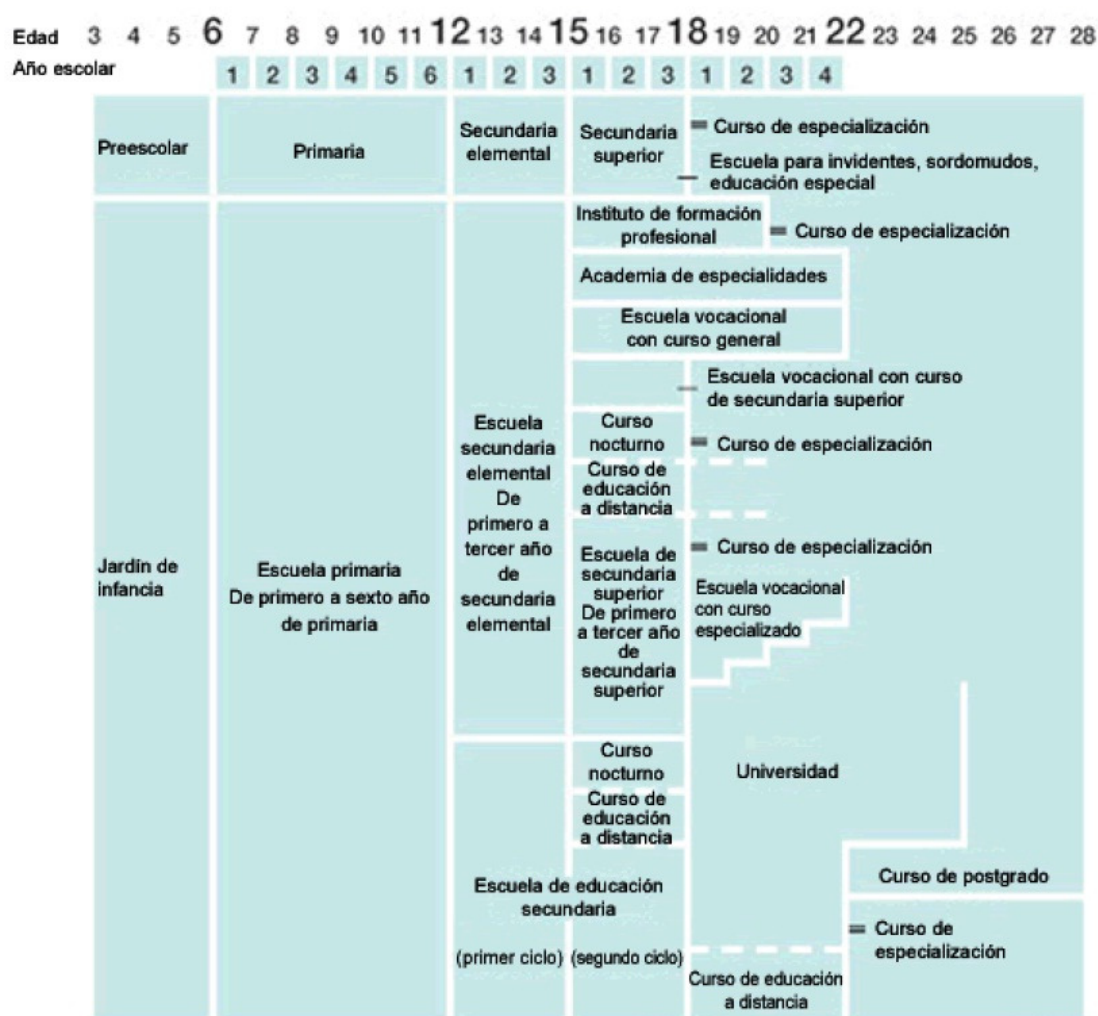 Edad 3 4 5 6 7 8 9 10 11 12 13 14 15 16 17 18 19 20 21 22 23 24 25 26 27 28
Año escolar 1 2 3 4 5 6 1 2 3 1 2 3 1 2 3 4
Preescolar
Primaria
Secundaria
elemental
Secundaria
superior
Curso de especialización
Escuela para invidentes, sordomudos,
educación especial
Instituto de formación
profesional
Curso de especialización
Academia de especialidades
Escuela vocacional
con curso general
Escuela vocacional con curso
de secundaria superior
Jardín de
infancia
Escuela primaria
De primero a sexto año
de primaria
Escuela
secundaria
elemental
De
primero a
tercer año
de
secundaria
elemental
Curso
nocturno
Curso de especialización
Curso de
educación
a distancia
Escuela de
secundaria
superior
De primero
a tercer año
de
secundaria
superior
Curso de especialización
Escuela vocacional
con curso
especializado
Curso
nocturno
Curso de
educación
a distancia
Universidad
Escuela de educación
secundaria
(primer ciclo)
(segundo ciclo)
Curso de postgrado
Curso de
especialización
Curso de educación
a distancia